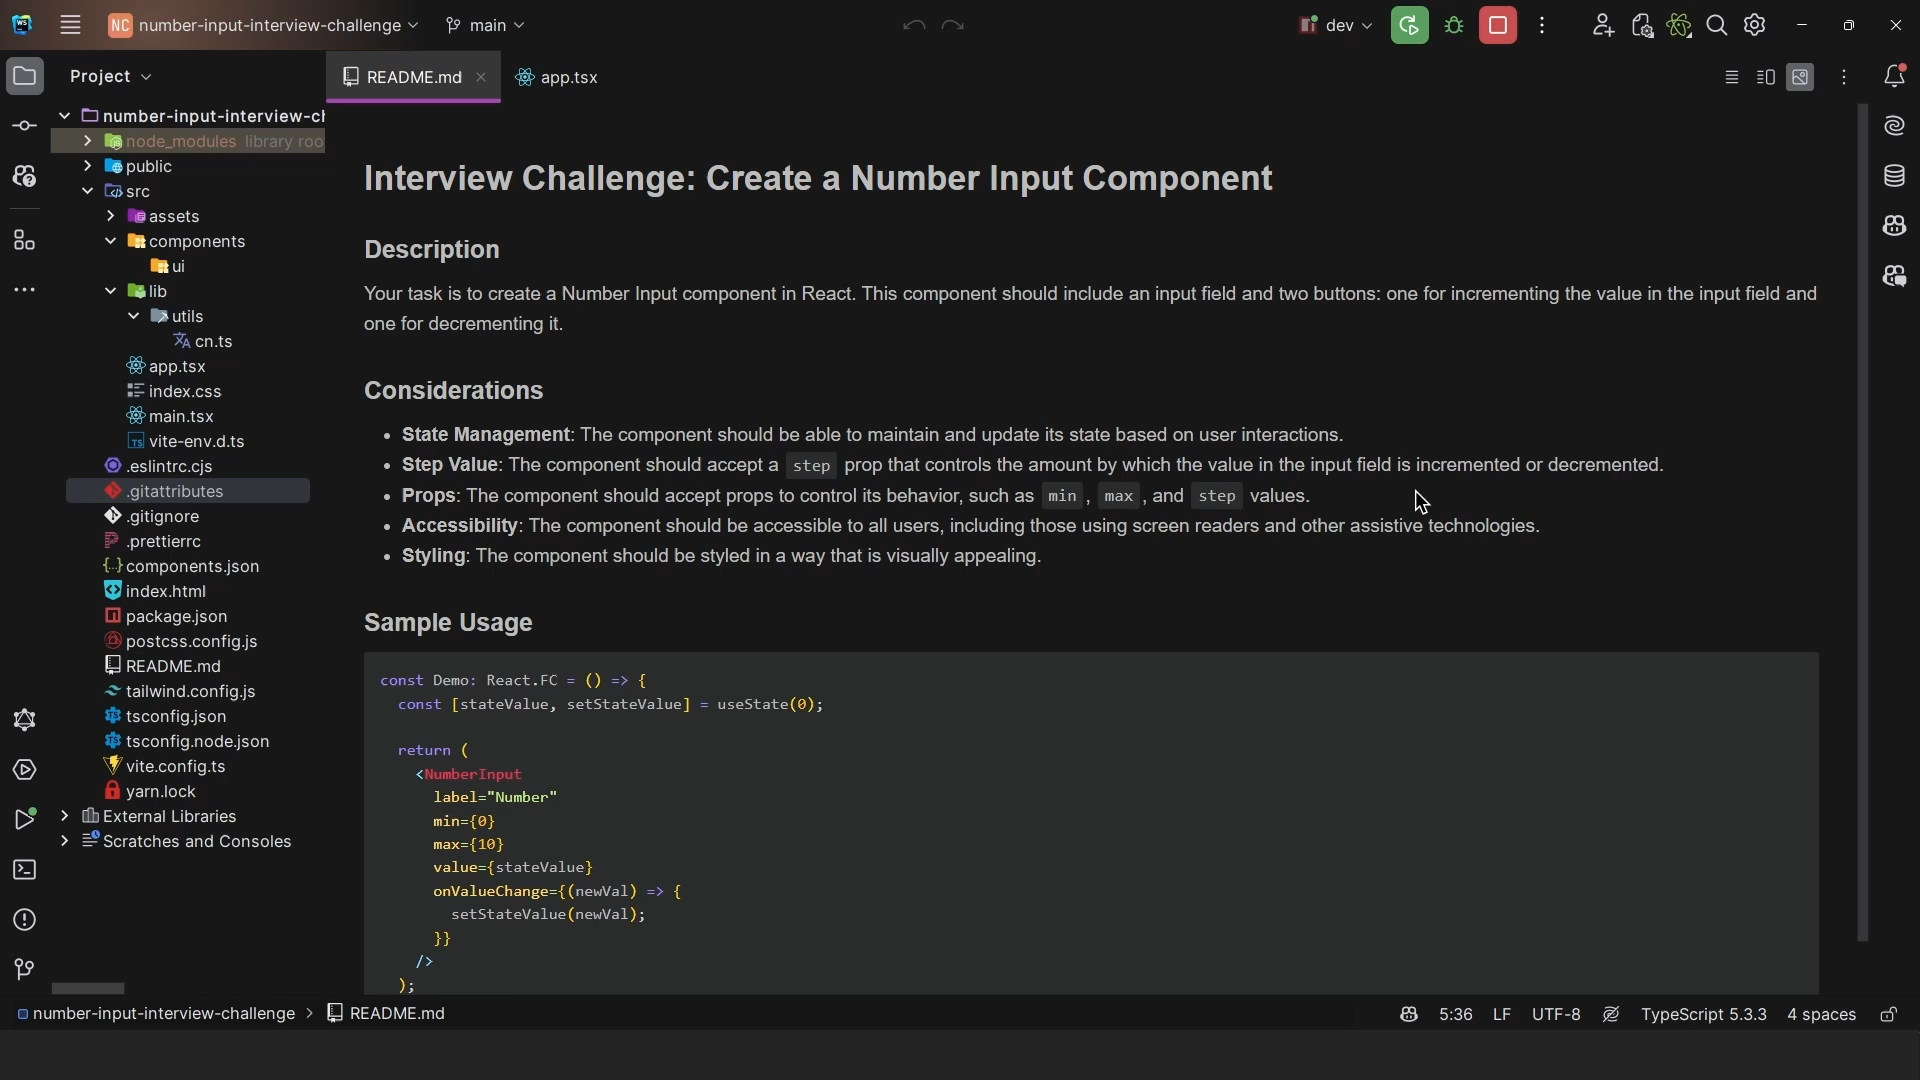 WS
NC number-input-interview-challenge
main
dev
Project
README.md
app.tsx
number-input-interview-ch
node_modules library roo
public
src
assets
components
ui
lib
utils
cn.ts
app.tsx
index.css
main.tsx
TS vite-env.d.ts
.eslintrc.cjs
.gitattributes
.gitignore
.prettierrc
components.json
index.html
package.json
postcss.config.js
README.md
tailwind.config.js
tsconfig.json
tsconfig.node.json
vite.config.ts
yarn.lock
External Libraries
Scratches and Consoles
Interview Challenge: Create a Number Input Component
Description
Your task is to create a Number Input component in React. This component should include an input field and two buttons: one for incrementing the value in the input field and
one for decrementing it.
Considerations
• State Management: The component should be able to maintain and update its state based on user interactions.
• Step Value: The component should accept a step prop that controls the amount by which the value in the input field is incremented or decremented.
• Props: The component should accept props to control its behavior, such as min , max , and step values.
• Accessibility: The component should be accessible to all users, including those using screen readers and other assistive technologies.
• Styling: The component should be styled in a way that is visually appealing.
Sample Usage
const Demo: React.FC = () => {
const [stateValue, setStateValue] = useState(0);
return (
<NumberInput
label="Number"
min={0}
max={10}
value={stateValue}
onValueChange={(newVal) => {
setStateValue(newVal);
}}
/>
);
number-input-interview-challenge > README.md
5:36 LF UTF-8 TypeScript 5.3.3 4 spaces